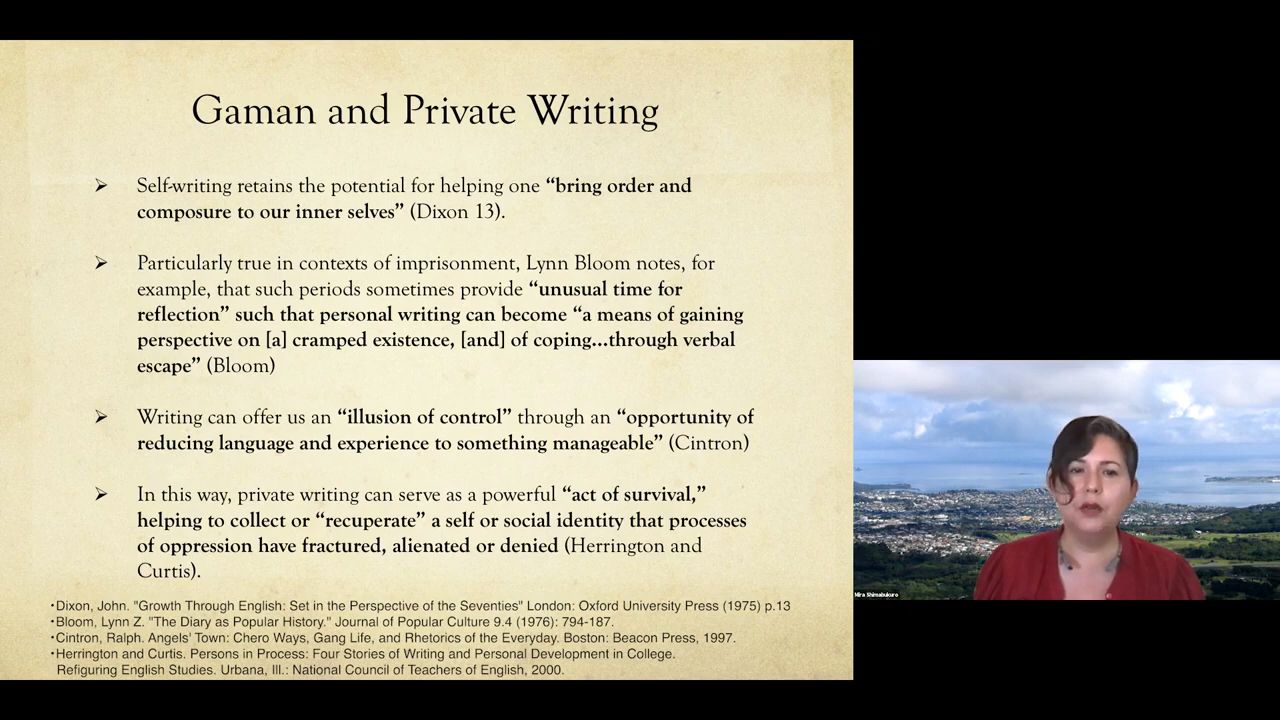 Gaman and Private Writing
➢ Self-writing retains the potential for helping one “bring order and
composure to our inner selves” (Dixon 13).
➢ Particularly true in contexts of imprisonment, Lynn Bloom notes, for
example, that such periods sometimes provide “unusual time for
reflection” such that personal writing can become “a means of gaining
perspective on [a] cramped existence, [and] of coping...through verbal
escape” (Bloom)
➢ Writing can offer us an “illusion of control” through an “opportunity of
reducing language and experience to something manageable” (Cintron)
➢ In this way, private writing can serve as a powerful “act of survival,”
helping to collect or “recuperate” a self or social identity that processes
of oppression have fractured, alienated or denied (Herrington and
Curtis).
•Dixon, John. "Growth Through English: Set in the Perspective of the Seventies" London: Oxford University Press (1975) p.13
•Bloom, Lynn Z. "The Diary as Popular History." Journal of Popular Culture 9.4 (1976): 794-187.
•Cintron, Ralph. Angels' Town: Chero Ways, Gang Life, and Rhetorics of the Everyday. Boston: Beacon Press, 1997.
•Herrington and Curtis. Persons in Process: Four Stories of Writing and Personal Development in College.
Refiguring English Studies. Urbana, Ill.: National Council of Teachers of English, 2000.
Mira Shimabukuro